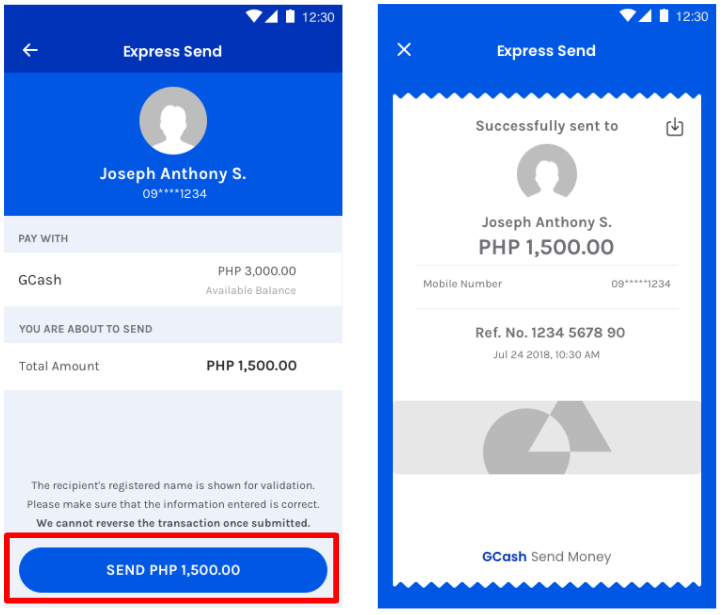 12:30
Express Send
Joseph Anthony S.
09****1234
PAY WITH
GCash
PHP 3,000.00
Available Balance
YOU ARE ABOUT TO SEND
Total Amount
PHP 1,500.00
The recipient's registered name is shown for validation.
Please make sure that the information entered is correct.
We cannot reverse the transaction once submitted.
SEND PHP 1,500.00
12:30
Express Send
Successfully sent to
Joseph Anthony S.
PHP 1,500.00
Mobile Number
09*****1234
Ref. No. 1234 5678 90
Jul 24 2018, 10:30 AM
GCash Send Money